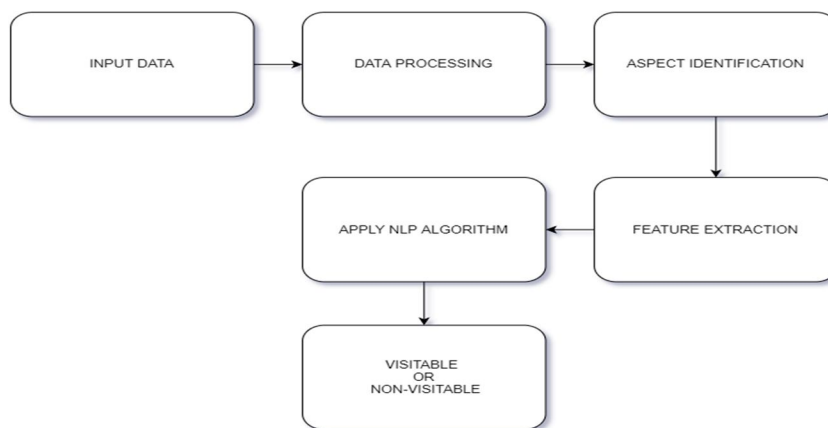 INPUT DATA
DATA PROCESSING
ASPECT IDENTIFICATION
FEATURE EXTRACTION
APPLY NLP ALGORITHM
VISITABLE
OR
NON-VISITABLE